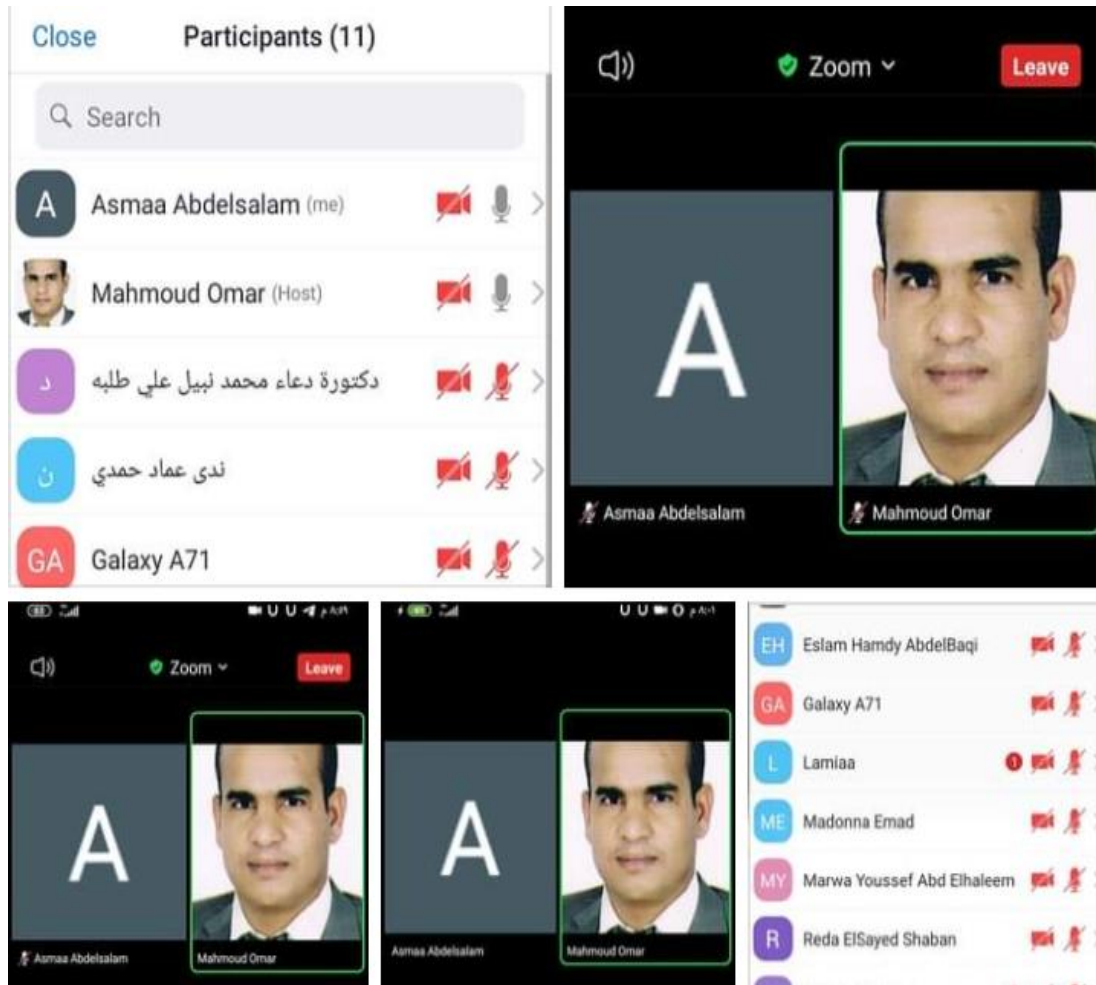 Close Participants (11)
Search
A Asmaa Abdelsalam (me)
Mahmoud Omar (Host)
د دكتورة دعاء محمد نبيل علي طلبه
ن ندى عماد حمدي
GA Galaxy A71
Zoom Leave
A
Asmaa Abdelsalam Mahmoud Omar
Zoom Leave
A
Asmaa Abdelsalam Mahmoud Omar
A
Asmaa Abdelsalam Mahmoud Omar
EH Eslam Hamdy AbdelBaqi
GA Galaxy A71
L Lamiaa 1
ME Madonna Emad
MY Marwa Youssef Abd Elhaleem
R Reda ElSayed Shaban